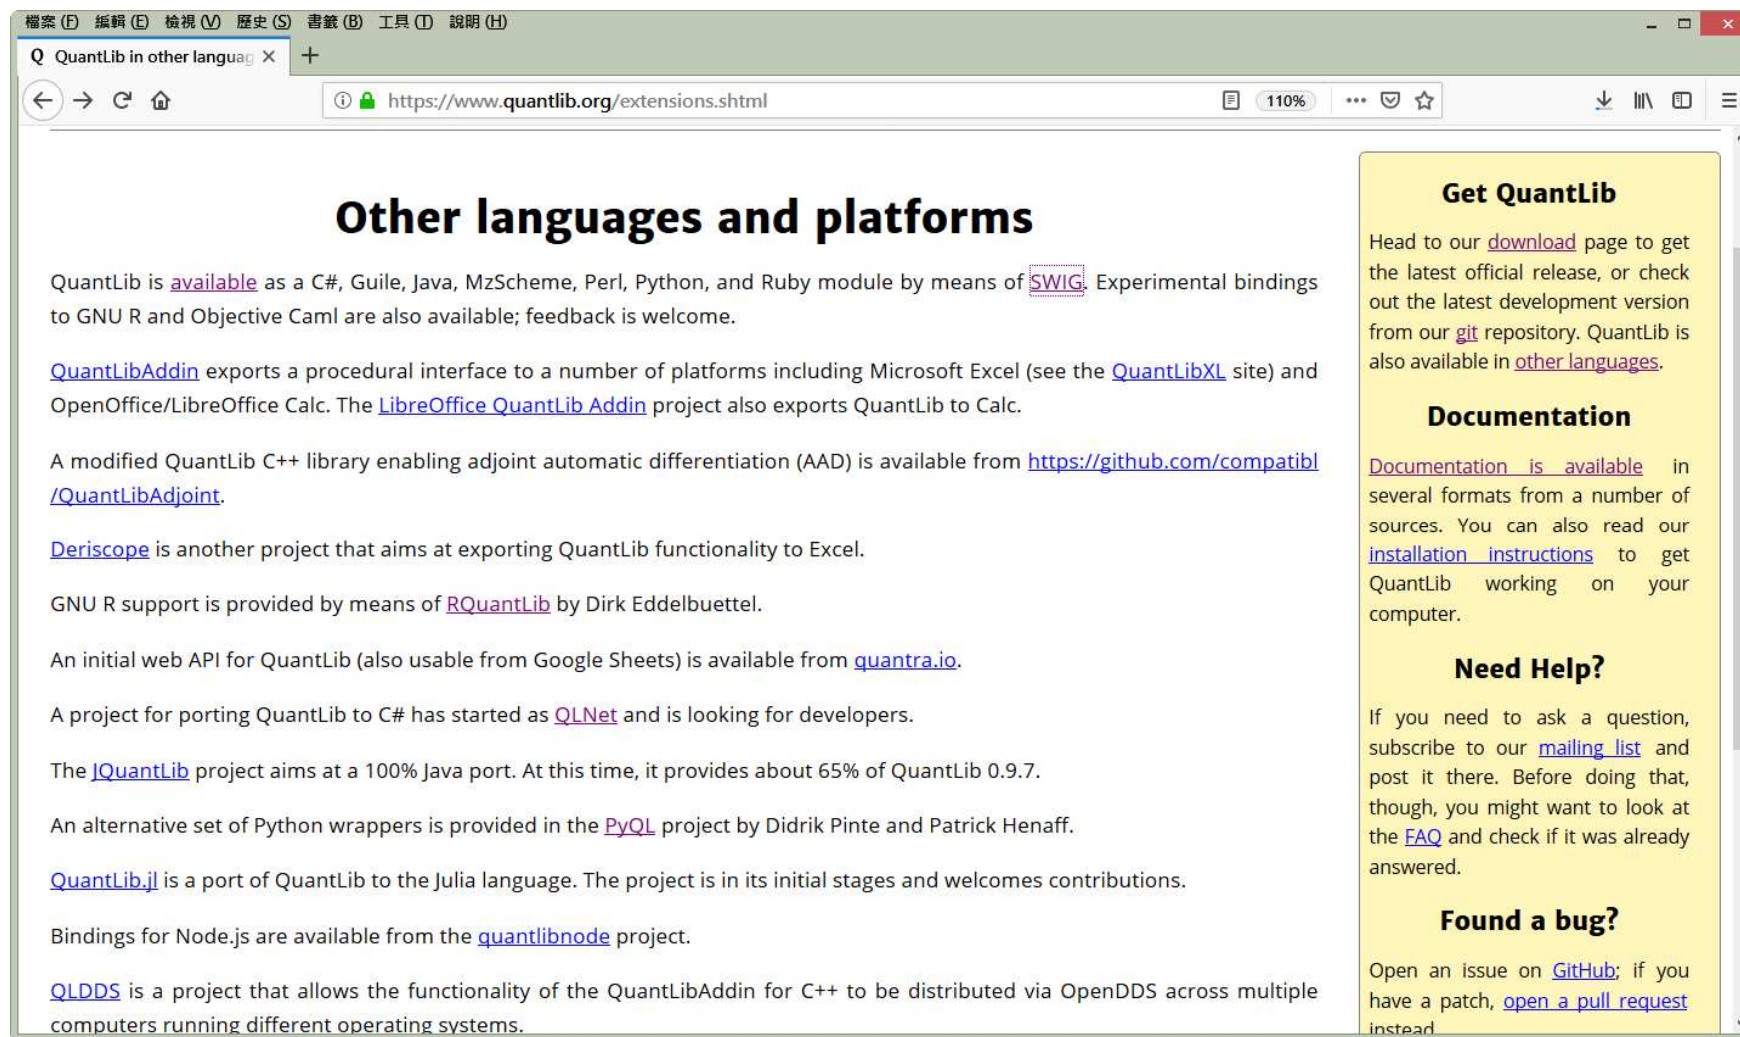 檔案(F) 編輯(E) 檢視(V) 歷史(S) 書籤(B) 工具(T) 說明(H)
Q QuantLib in other languag
https://www.quantlib.org/extensions.shtml
110%
Other languages and platforms
QuantLib is available as a C#, Guile, Java, MzScheme, Perl, Python, and Ruby module by means of SWIG. Experimental bindings
to GNU R and Objective Caml are also available; feedback is welcome.
QuantLibAddin exports a procedural interface to a number of platforms including Microsoft Excel (see the QuantLibXL site) and
OpenOffice/LibreOffice Calc. The LibreOffice QuantLib Addin project also exports QuantLib to Calc.
A modified QuantLib C++ library enabling adjoint automatic differentiation (AAD) is available from https://github.com/compatibl
/QuantLibAdjoint.
Deriscope is another project that aims at exporting QuantLib functionality to Excel.
GNU R support is provided by means of RQuantLib by Dirk Eddelbuettel.
An initial web API for QuantLib (also usable from Google Sheets) is available from quantra.io.
A project for porting QuantLib to C# has started as QLNet and is looking for developers.
The JQuantLib project aims at a 100% Java port. At this time, it provides about 65% of QuantLib 0.9.7.
An alternative set of Python wrappers is provided in the PyQL project by Didrik Pinte and Patrick Henaff.
QuantLib.jl is a port of QuantLib to the Julia language. The project is in its initial stages and welcomes contributions.
Bindings for Node.js are available from the quantlibnode project.
QLDDS is a project that allows the functionality of the QuantLibAddin for C++ to be distributed via OpenDDS across multiple
computers running different operating systems.
Get QuantLib
Head to our download page to get
the latest official release, or check
out the latest development version
from our git repository. QuantLib is
also available in other languages.
Documentation
Documentation is available in
several formats from a number of
sources. You can also read our
installation instructions to get
QuantLib working on your
computer.
Need Help?
If you need to ask a question,
subscribe to our mailing list and
post it there. Before doing that,
though, you might want to look at
the FAQ and check if it was already
answered.
Found a bug?
Open an issue on GitHub; if you
have a patch, open a pull request
instead